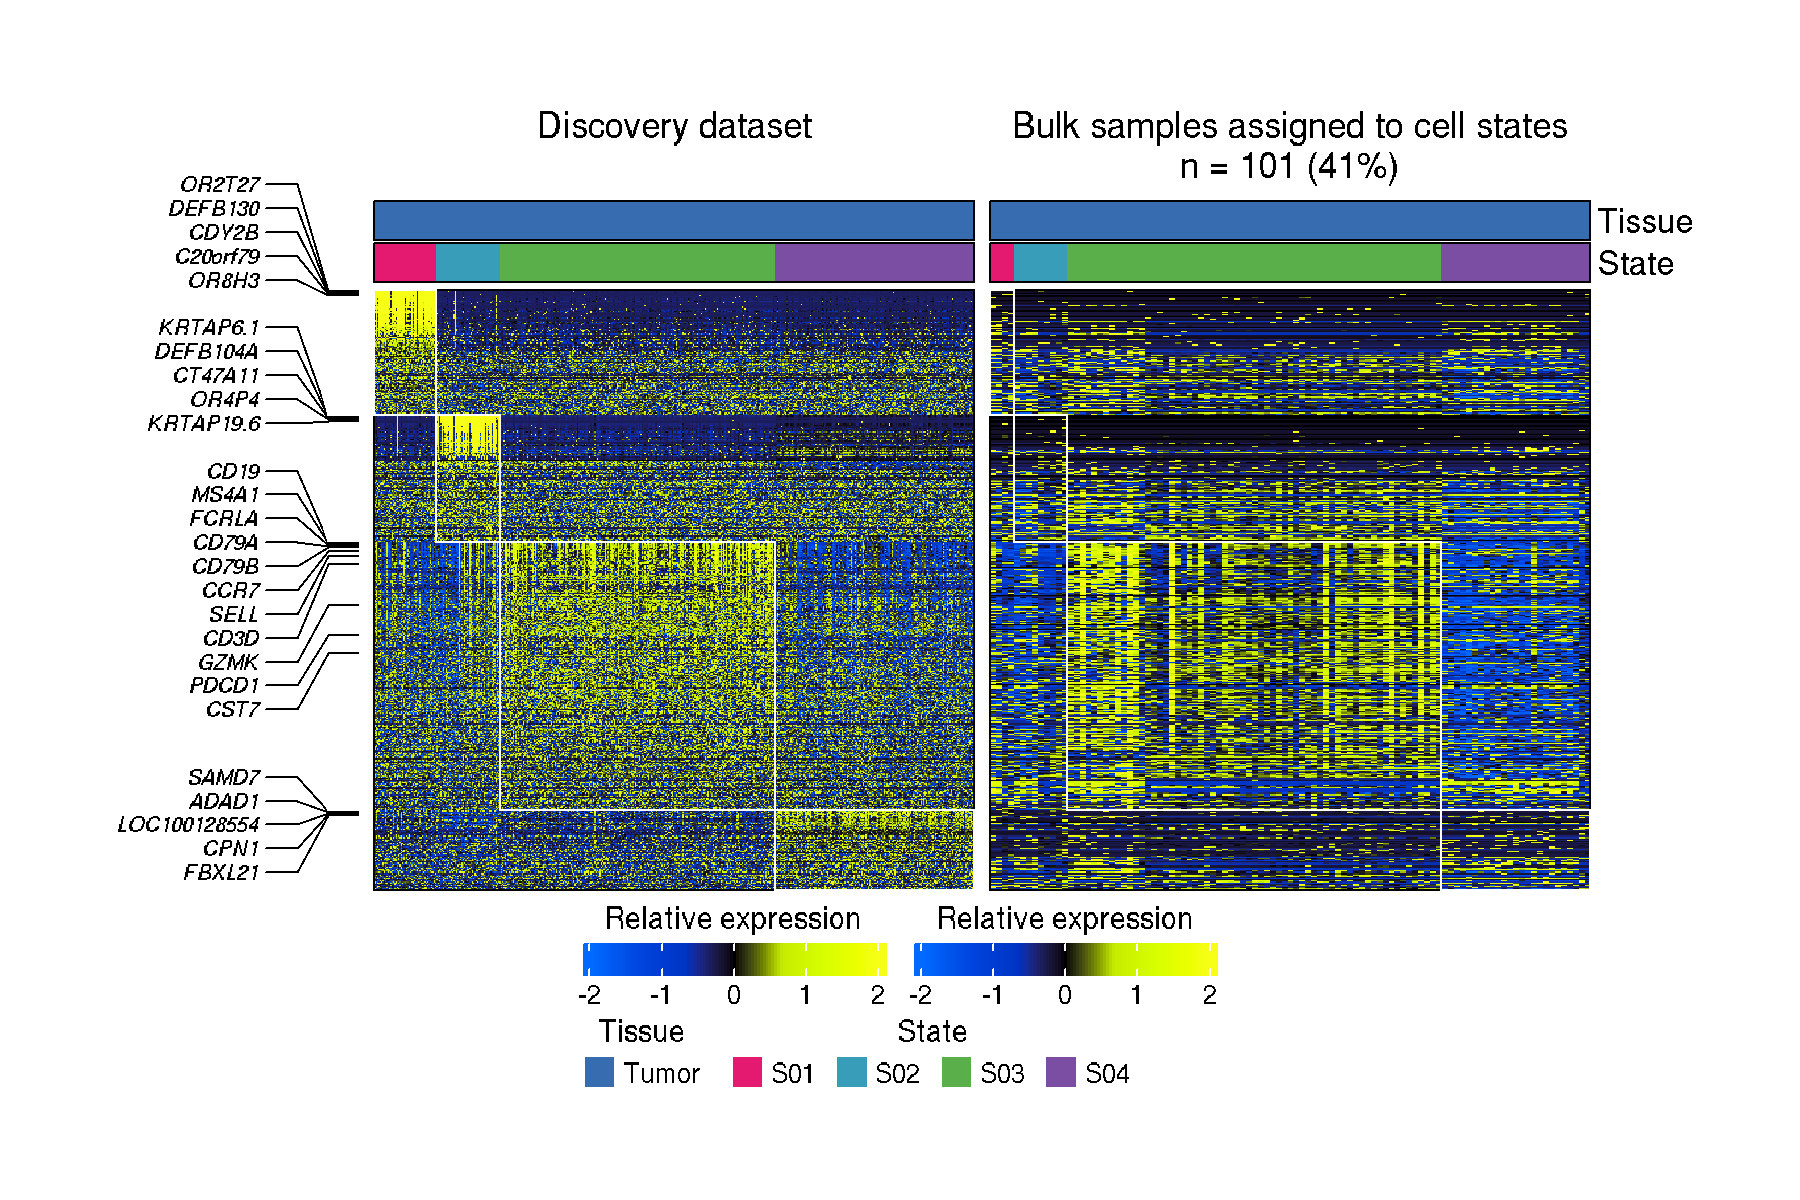 Discovery dataset
Bulk samples assigned to cell states
n = 101 (41%)
Tissue
State
OR2T27
DEFB130
CDY2B
C20orf79
OR8H3
KRTAP6.1
DEFB104A
CT47A11
OR4P4
KRTAP19.6
CD19
MS4A1
FCRLA
CD79A
CD79B
CCR7
SELL
CD3D
GZMK
PDCD1
CST7
SAMD7
ADAD1
LOC100128554
CPN1
FBXL21
Relative expression
-2 -1 0 1 2
Relative expression
-2 -1 0 1 2
Tissue
Tumor
State
S01 S02 S03 S04